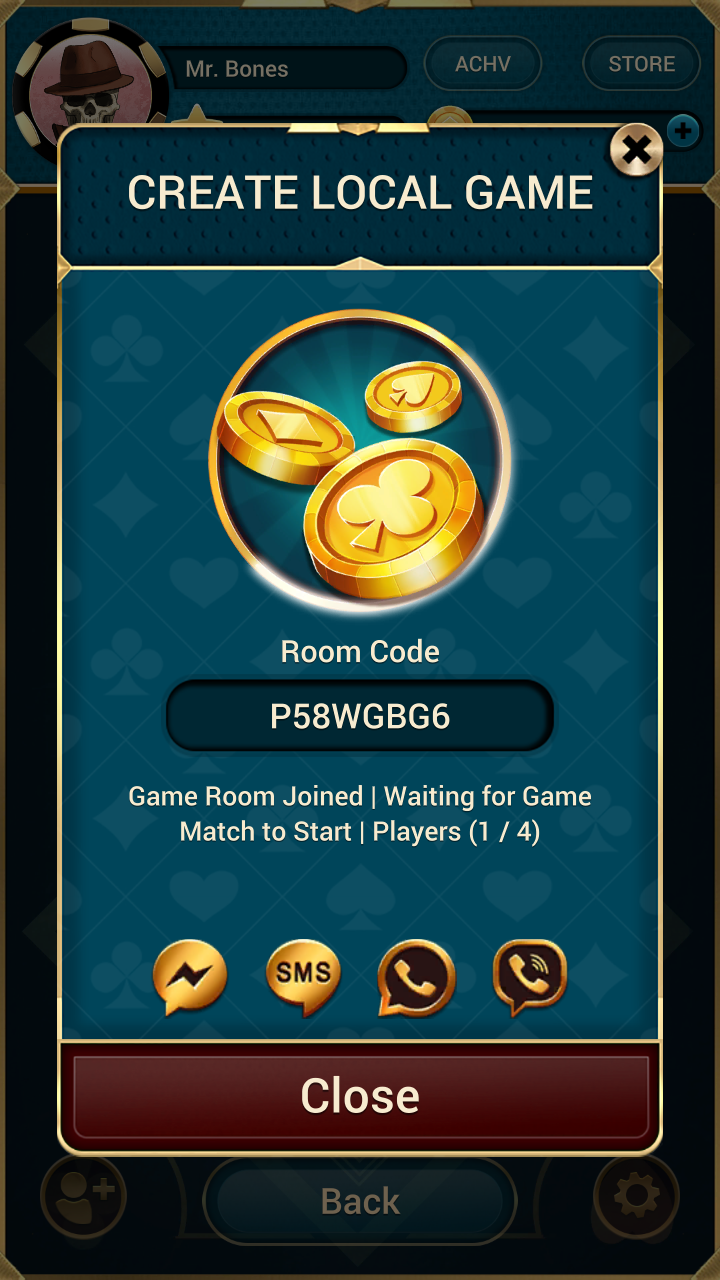 Mr. Bones
ACHV
STORE
CREATE LOCAL GAME
Room Code
P58WGBG6
Game Room Joined | Waiting for Game
Match to Start | Players (1 / 4)
SMS
Close
Back